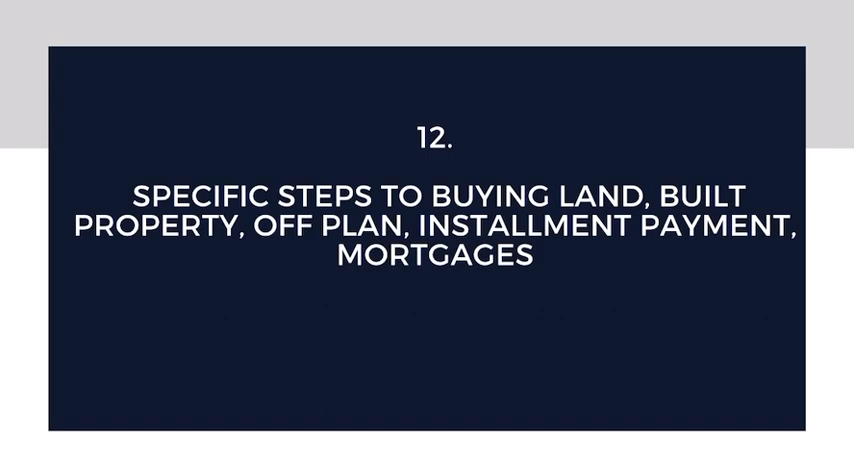 12.
SPECIFIC STEPS TO BUYING LAND, BUILT
PROPERTY, OFF PLAN, INSTALLMENT PAYMENT,
MORTGAGES